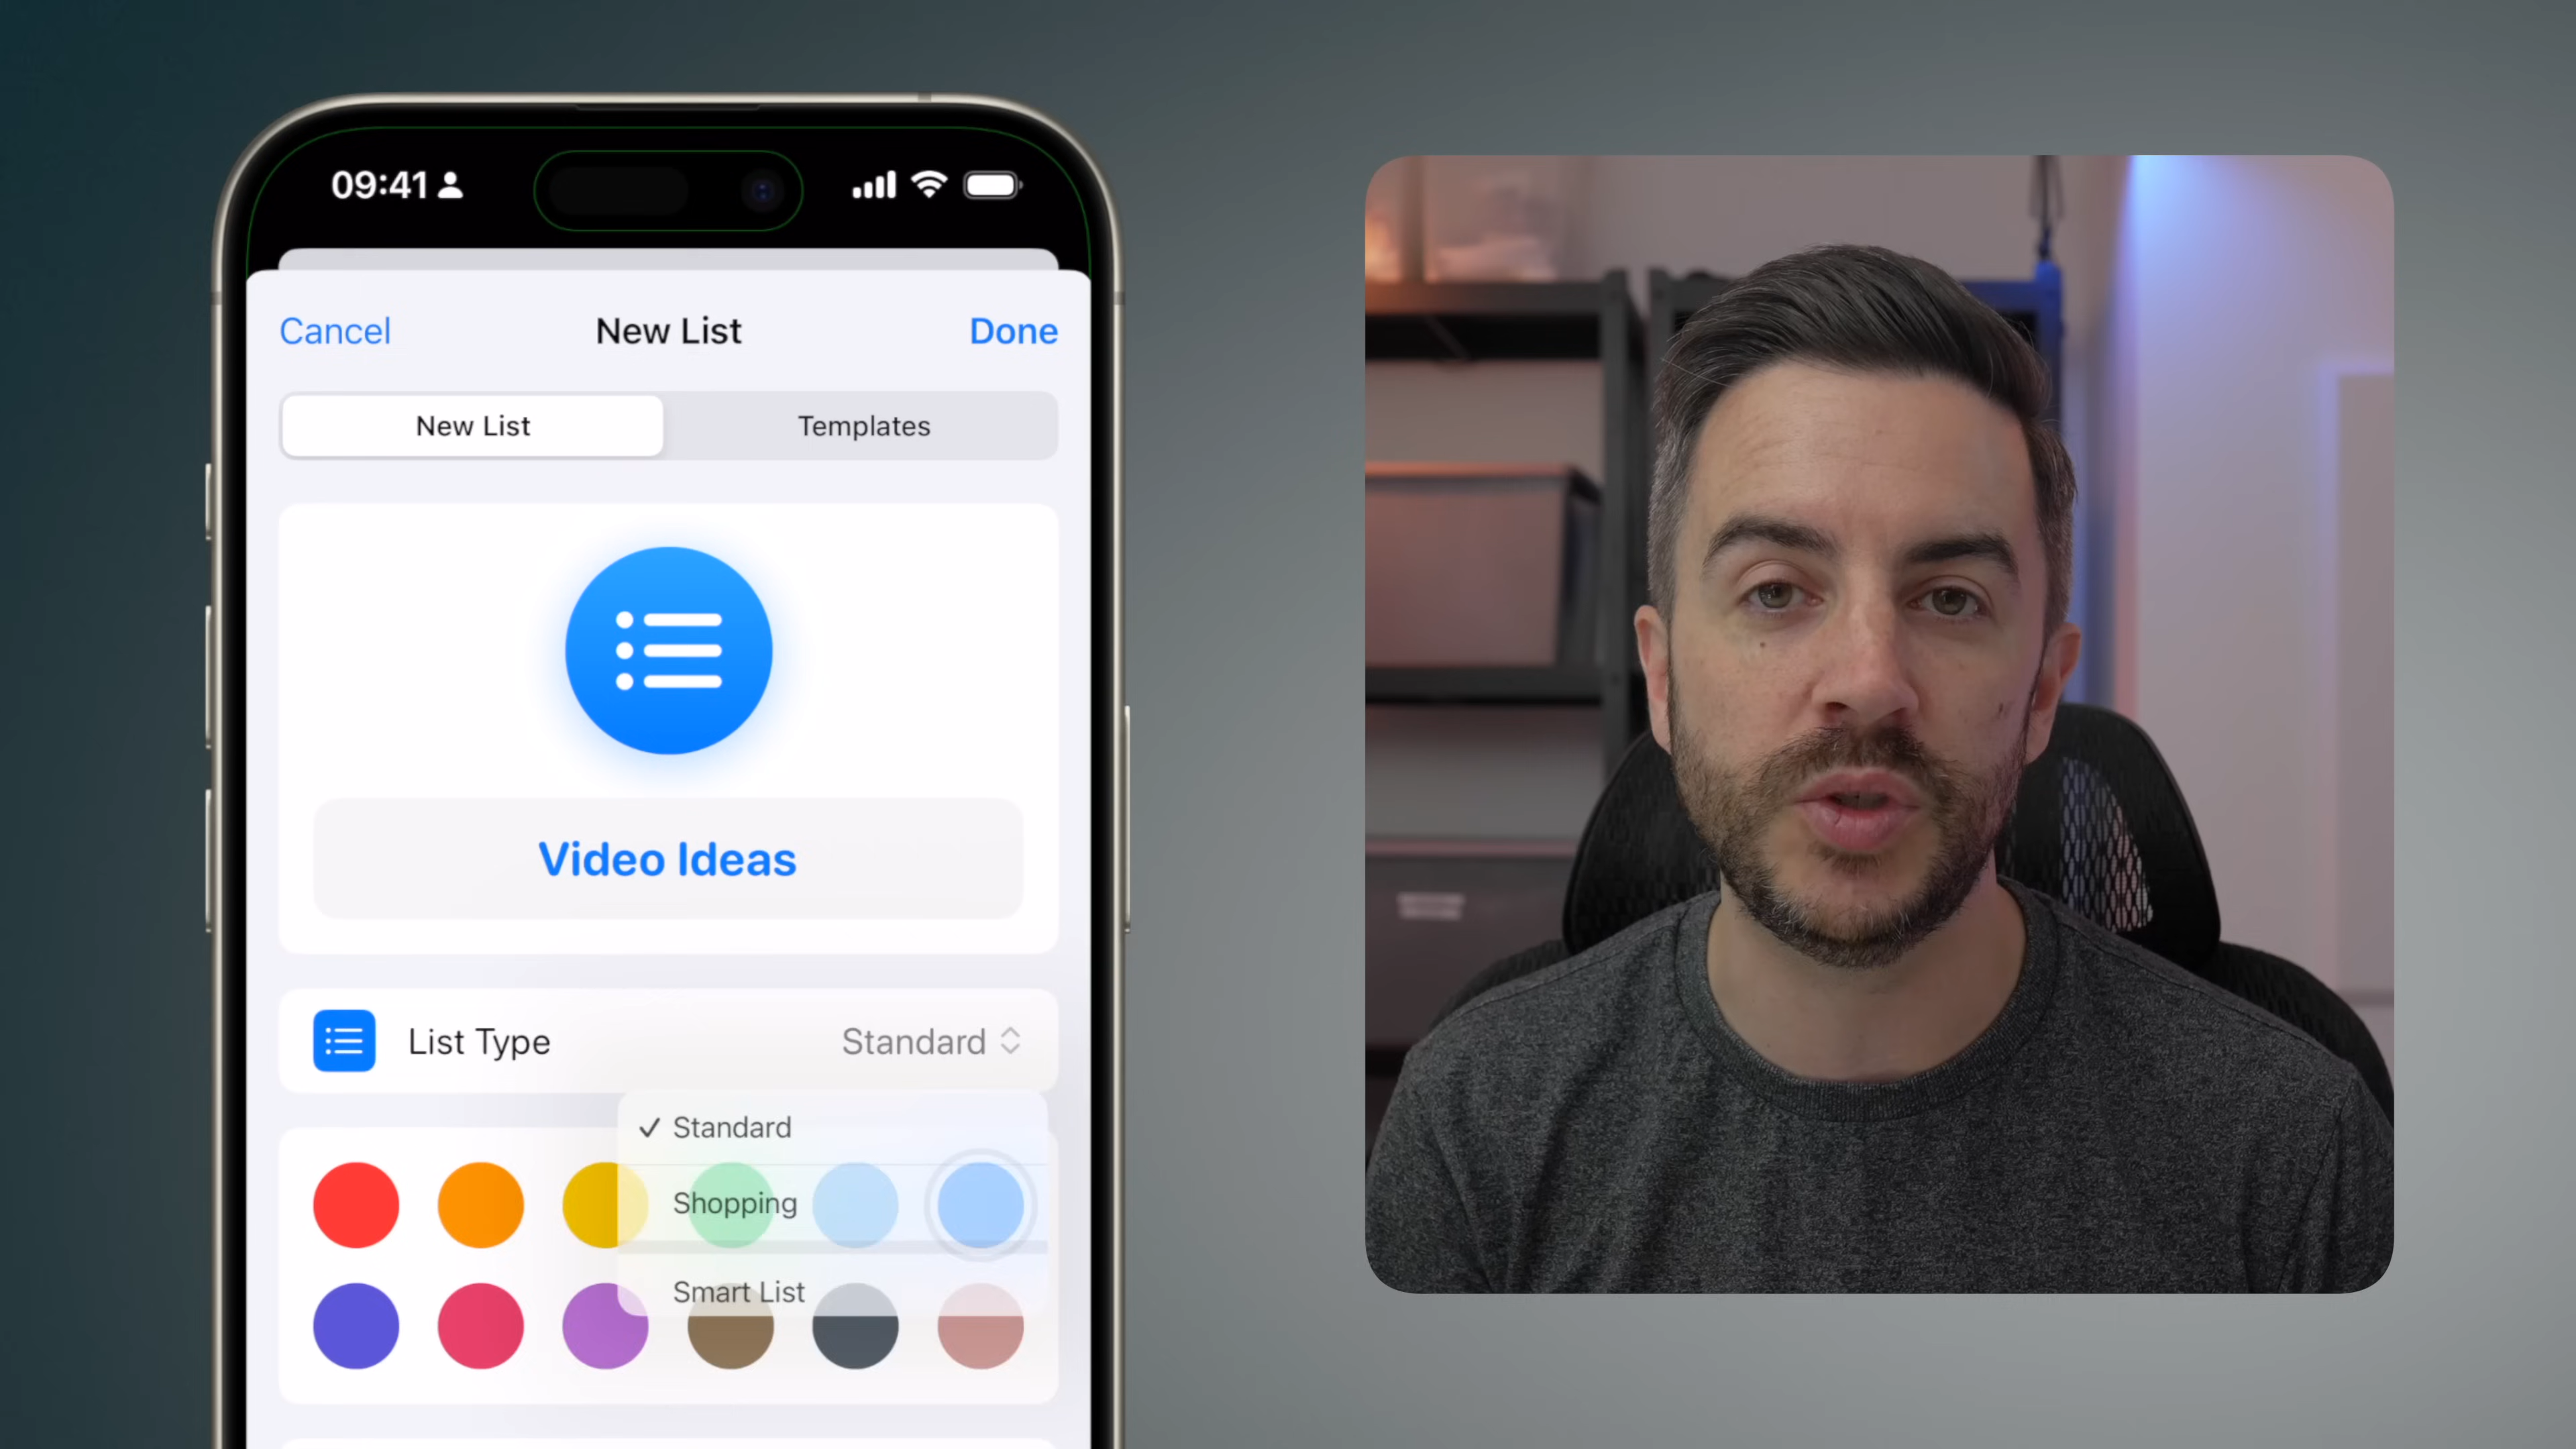 09:41
Cancel
New List
Done
New List
Templates
Video Ideas
List Type
Standard
Standard
Shopping
Smart List